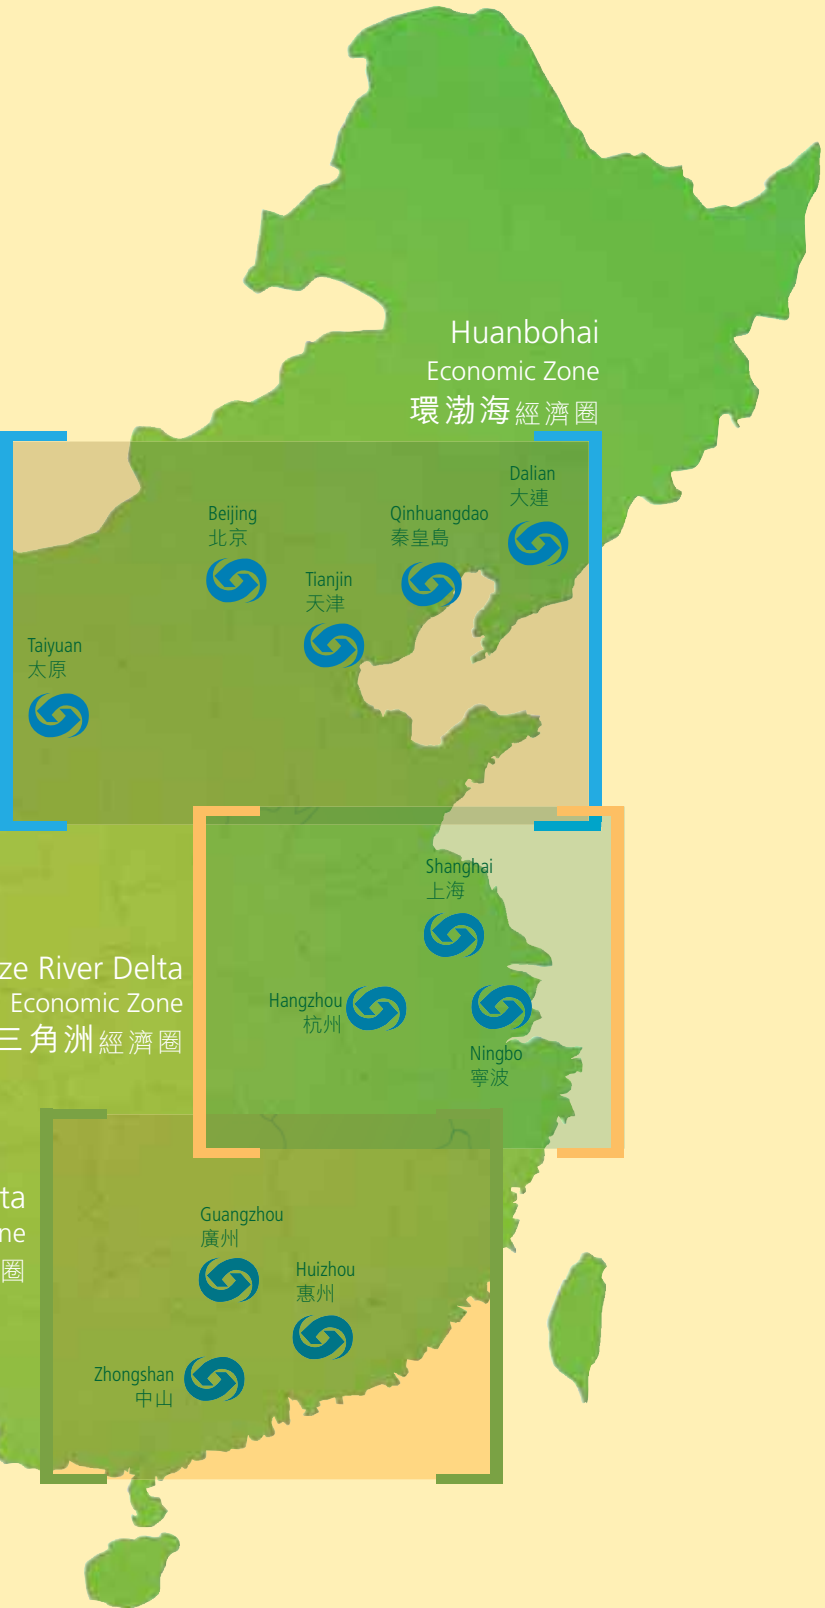 Huanbohai
Economic Zone
環渤海經濟圈
Dalian
大連
Beijing
北京
Qinhuangdao
秦皇島
Tianjin
天津
Taiyuan
太原
Shanghai
上海
ze River Delta
Economic Zone
三角洲經濟圈
Hangzhou
杭州
Ningbo
寧波
ta
ne
圈
Guangzhou
廣州
Huizhou
惠州
Zhongshan
中山